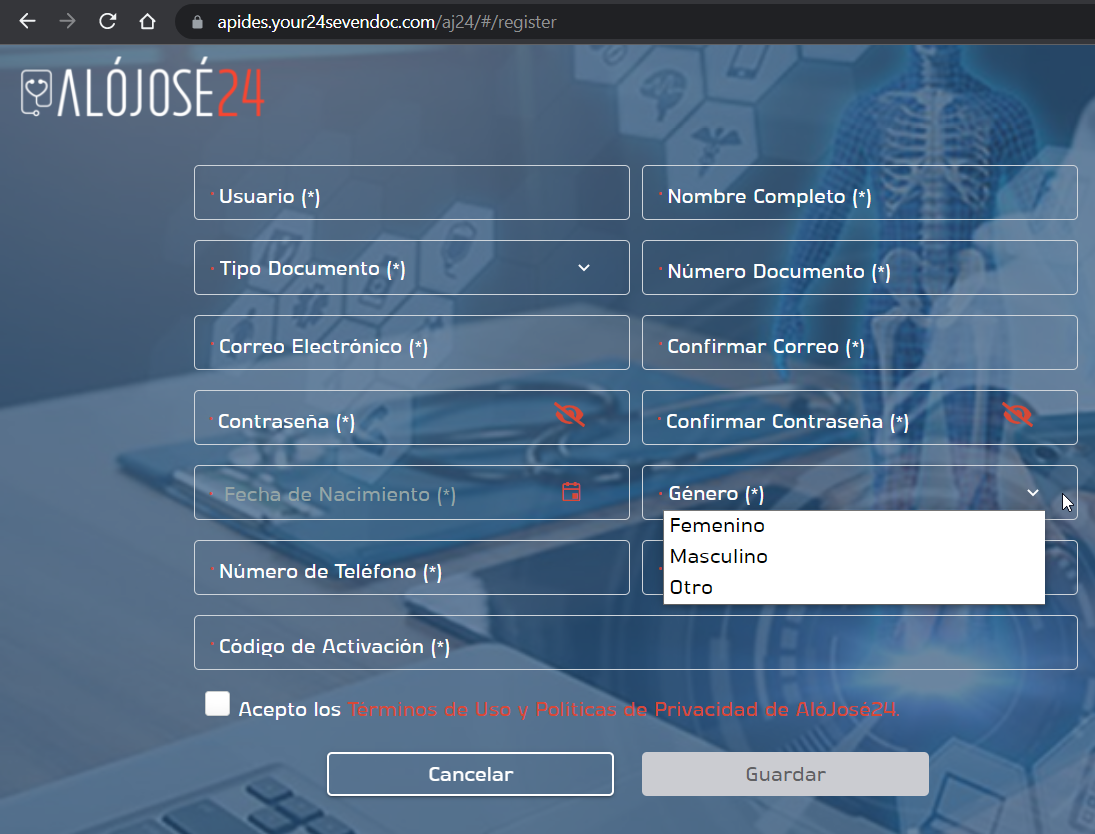 apides.your24sevendoc.com/aj24/#/register
ALÓJOSÉ24
* Usuario (*)
* Nombre Completo (*)
* Tipo Documento (*)
* Número Documento (*)
* Correo Electrónico (*)
* Confirmar Correo (*)
* Contraseña (*)
* Confirmar Contraseña (*)
* Fecha de Nacimiento (*)
* Género (*)
Femenino
Masculino
Otro
* Número de Teléfono (*)
* Código de Activación (*)
Acepto los Términos de Uso y Políticas de Privacidad de AlóJosé24.
Cancelar
Guardar